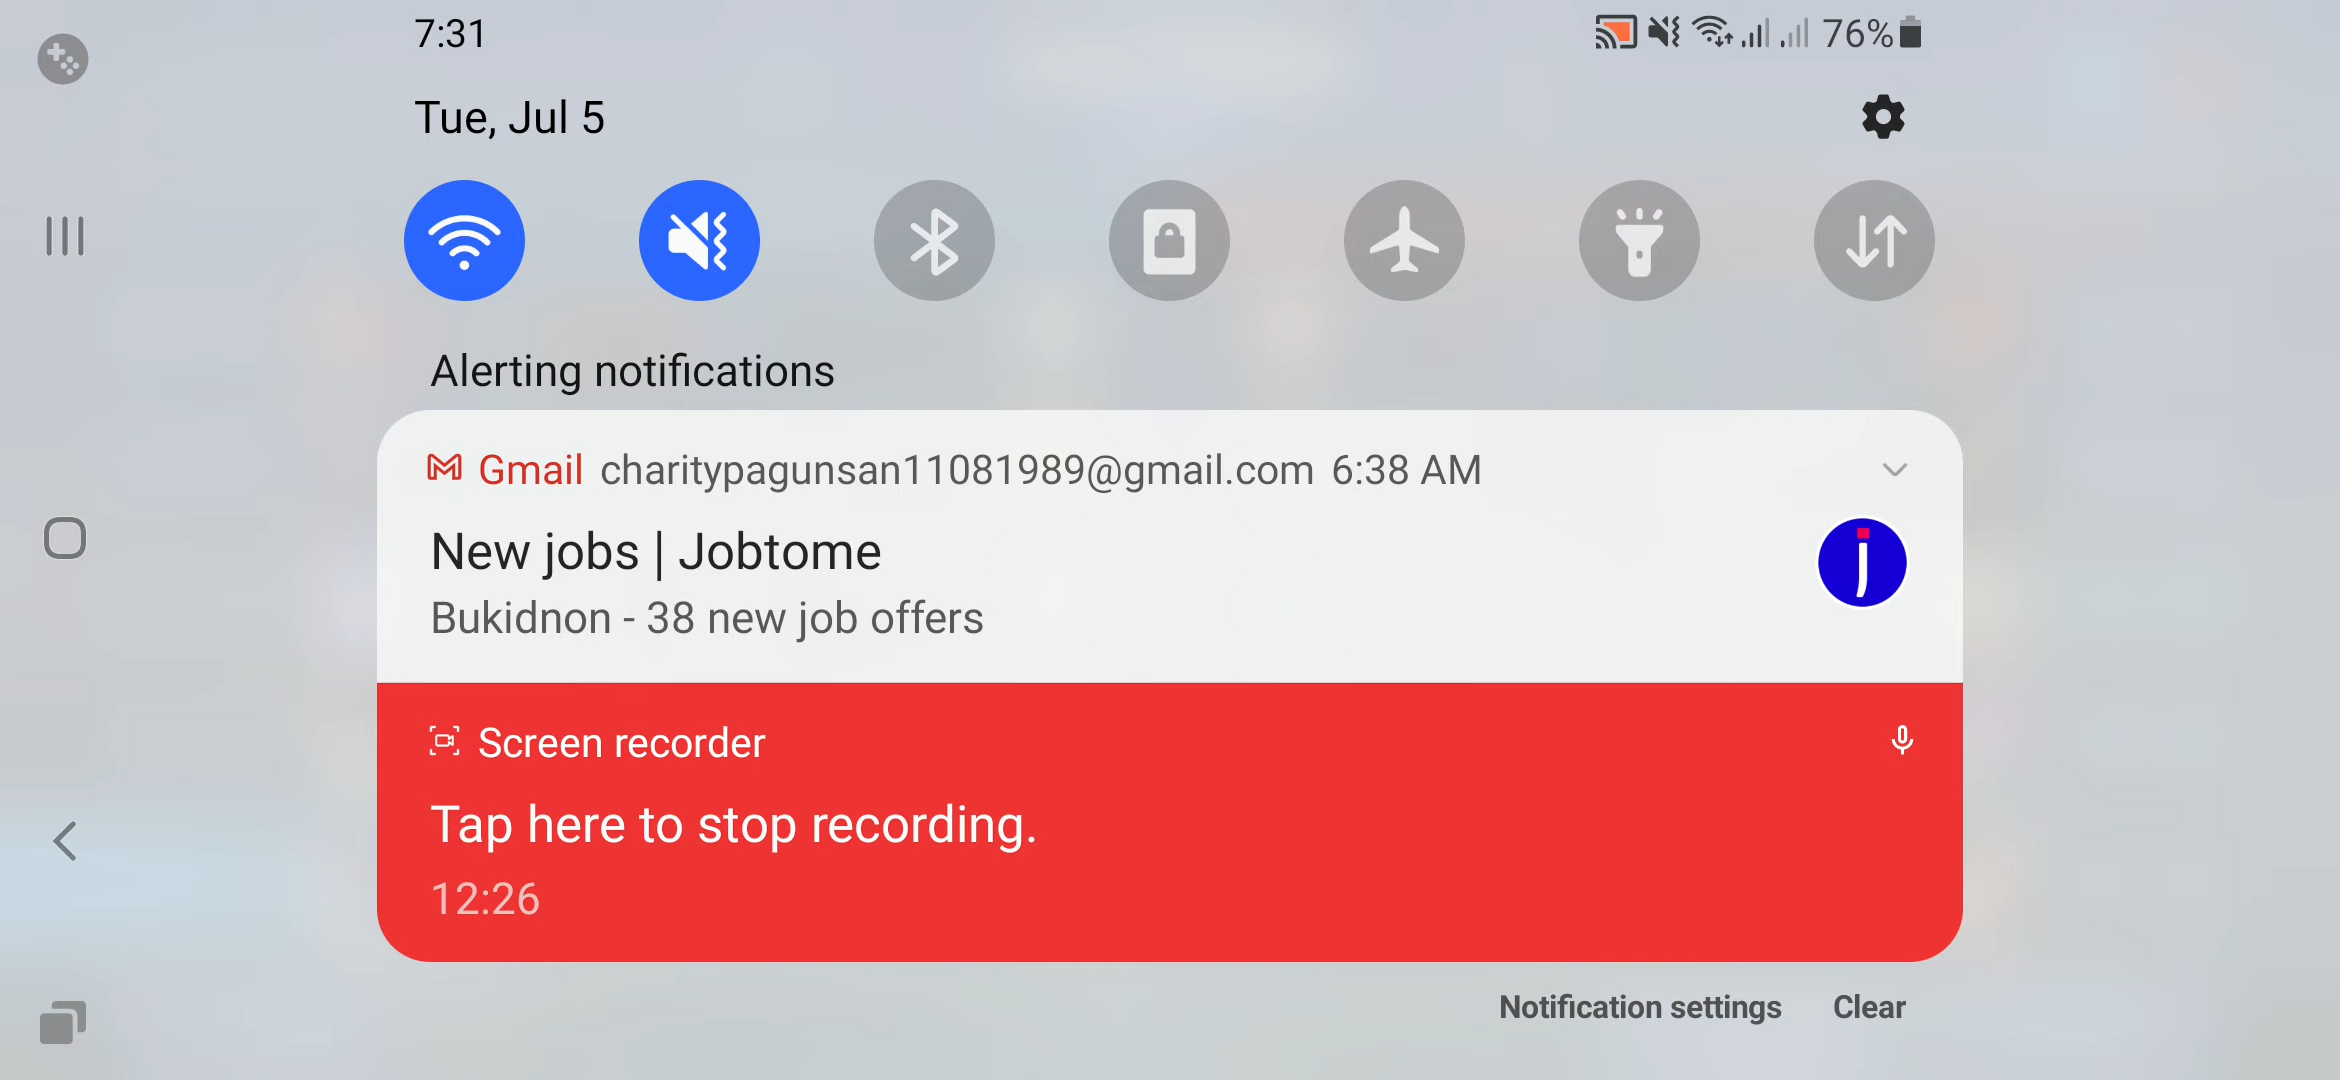 7:31
76%
Tue, Jul 5
Alerting notifications
Gmail charitypagunsan11081989@gmail.com 6:38 AM
New jobs | Jobtome
j
Bukidnon - 38 new job offers
Screen recorder
Tap here to stop recording.
12:26
Notification settings Clear